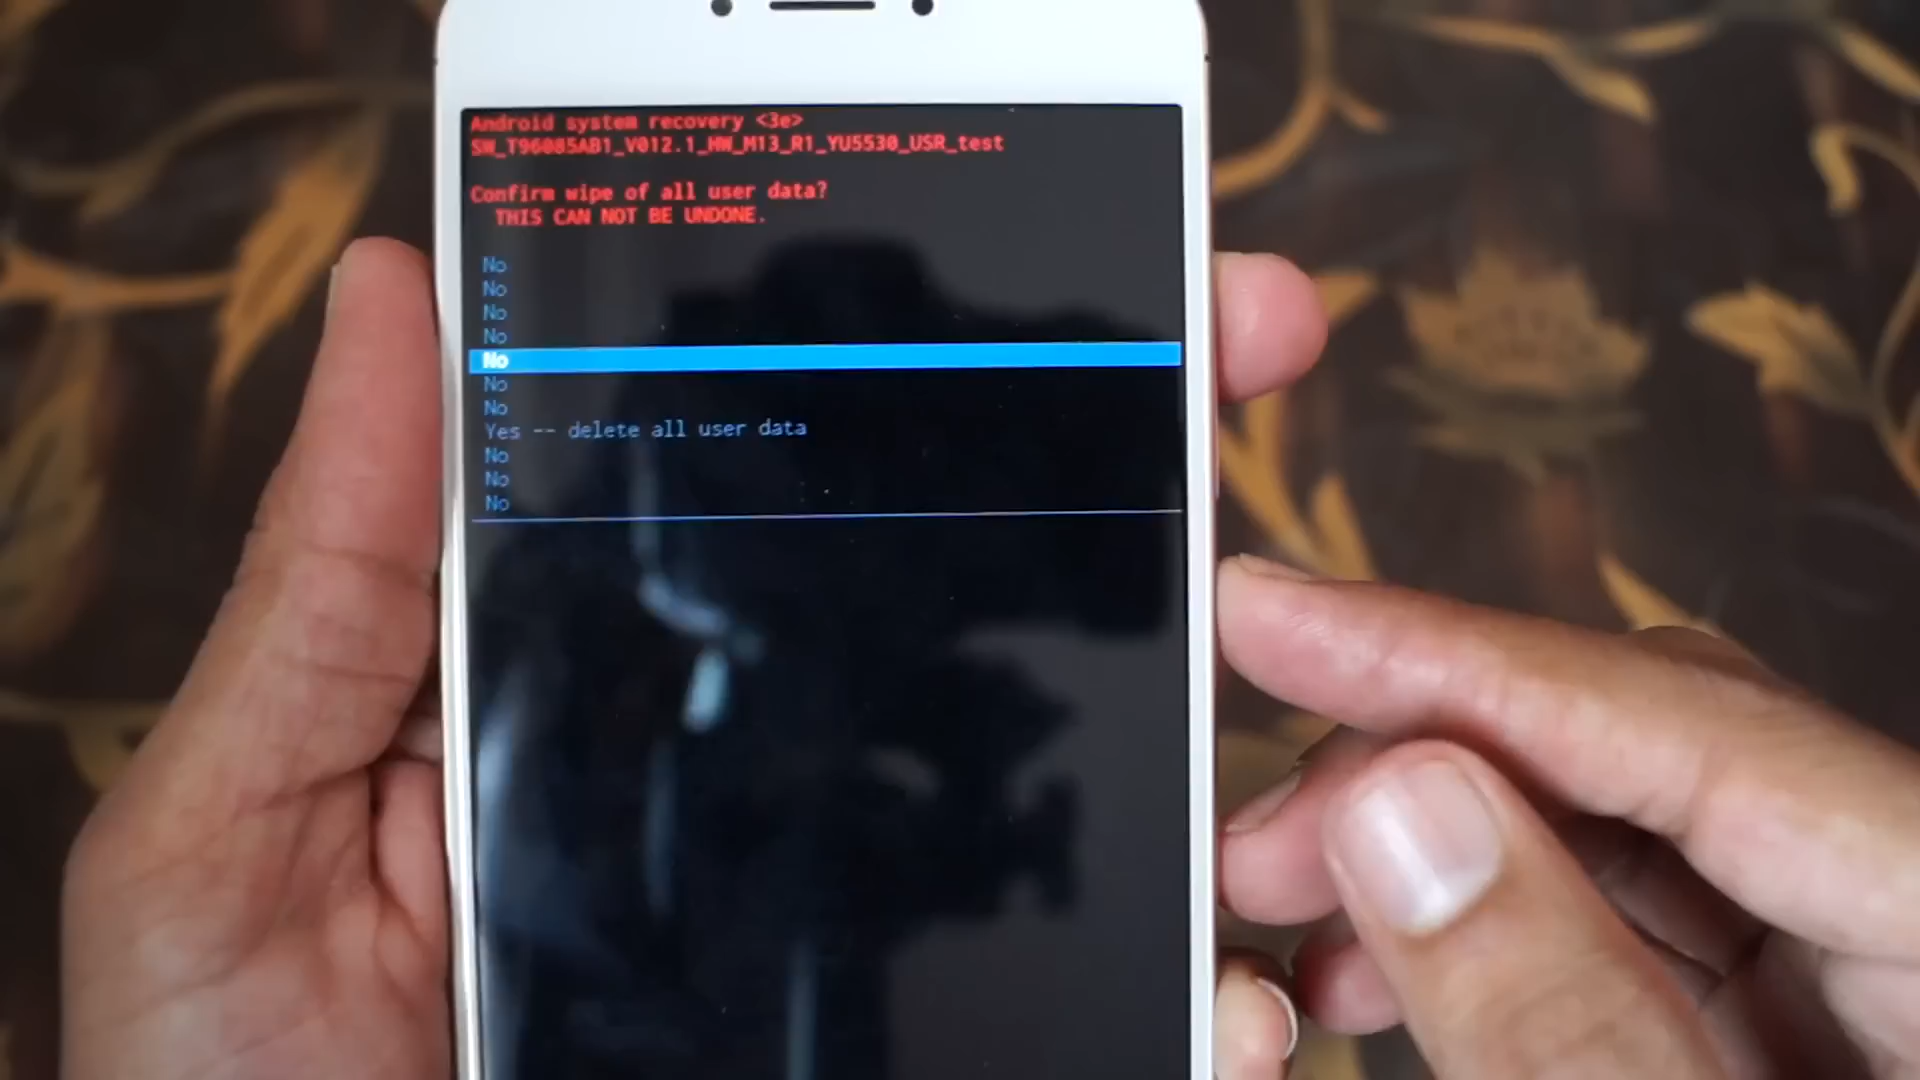 Android system recovery <3e>
SW_T96085AB1_V012.1_HW_M13_R1_YU5530_USR_test
Confirm wipe of all user data?
THIS CAN NOT BE UNDONE.
No
No
No
No
No
No
No
Yes -- delete all user data
No
No
No